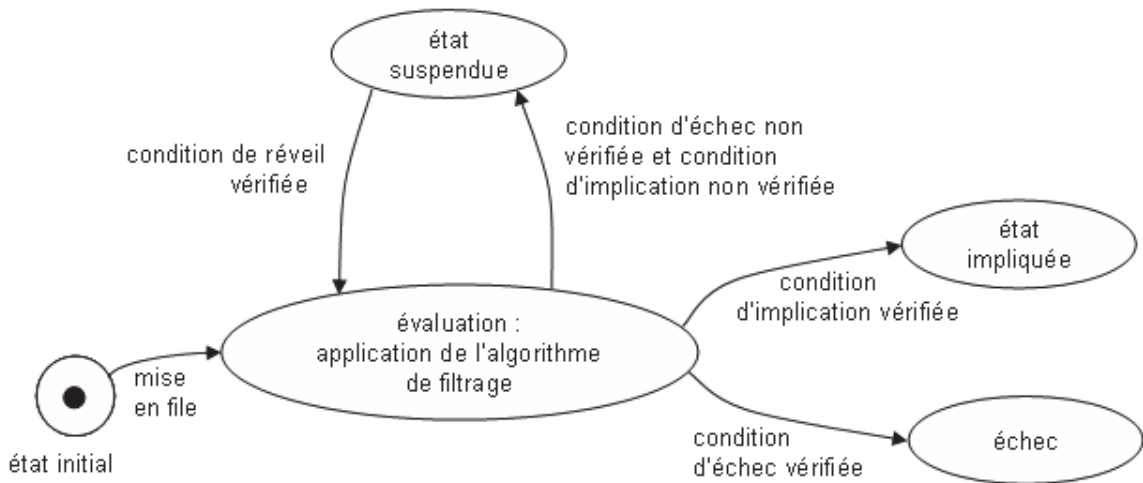 état
suspendue
condition de réveil
vérifiée
condition d'échec non
vérifiée et condition
d'implication non vérifiée
état
impliquée
condition
d'implication vérifiée
évaluation :
application de l'algorithme
de filtrage
mise
en file
état initial
condition
d'échec vérifiée
échec